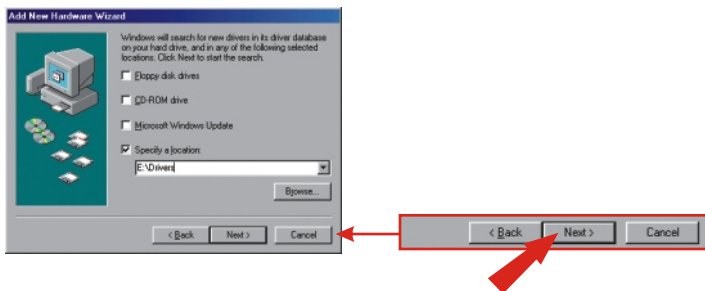 Add New Hardware Wizard
Windows will search for new drivers in its driver database
on your hard drive, and in any of the following selected
locations. Click Next to start the search.
Floppy disk drives
CD-ROM drive
Microsoft Windows Update
Specify a location:
E:\Drivers
Browse...
< Back Next > Cancel
< Back Next > Cancel